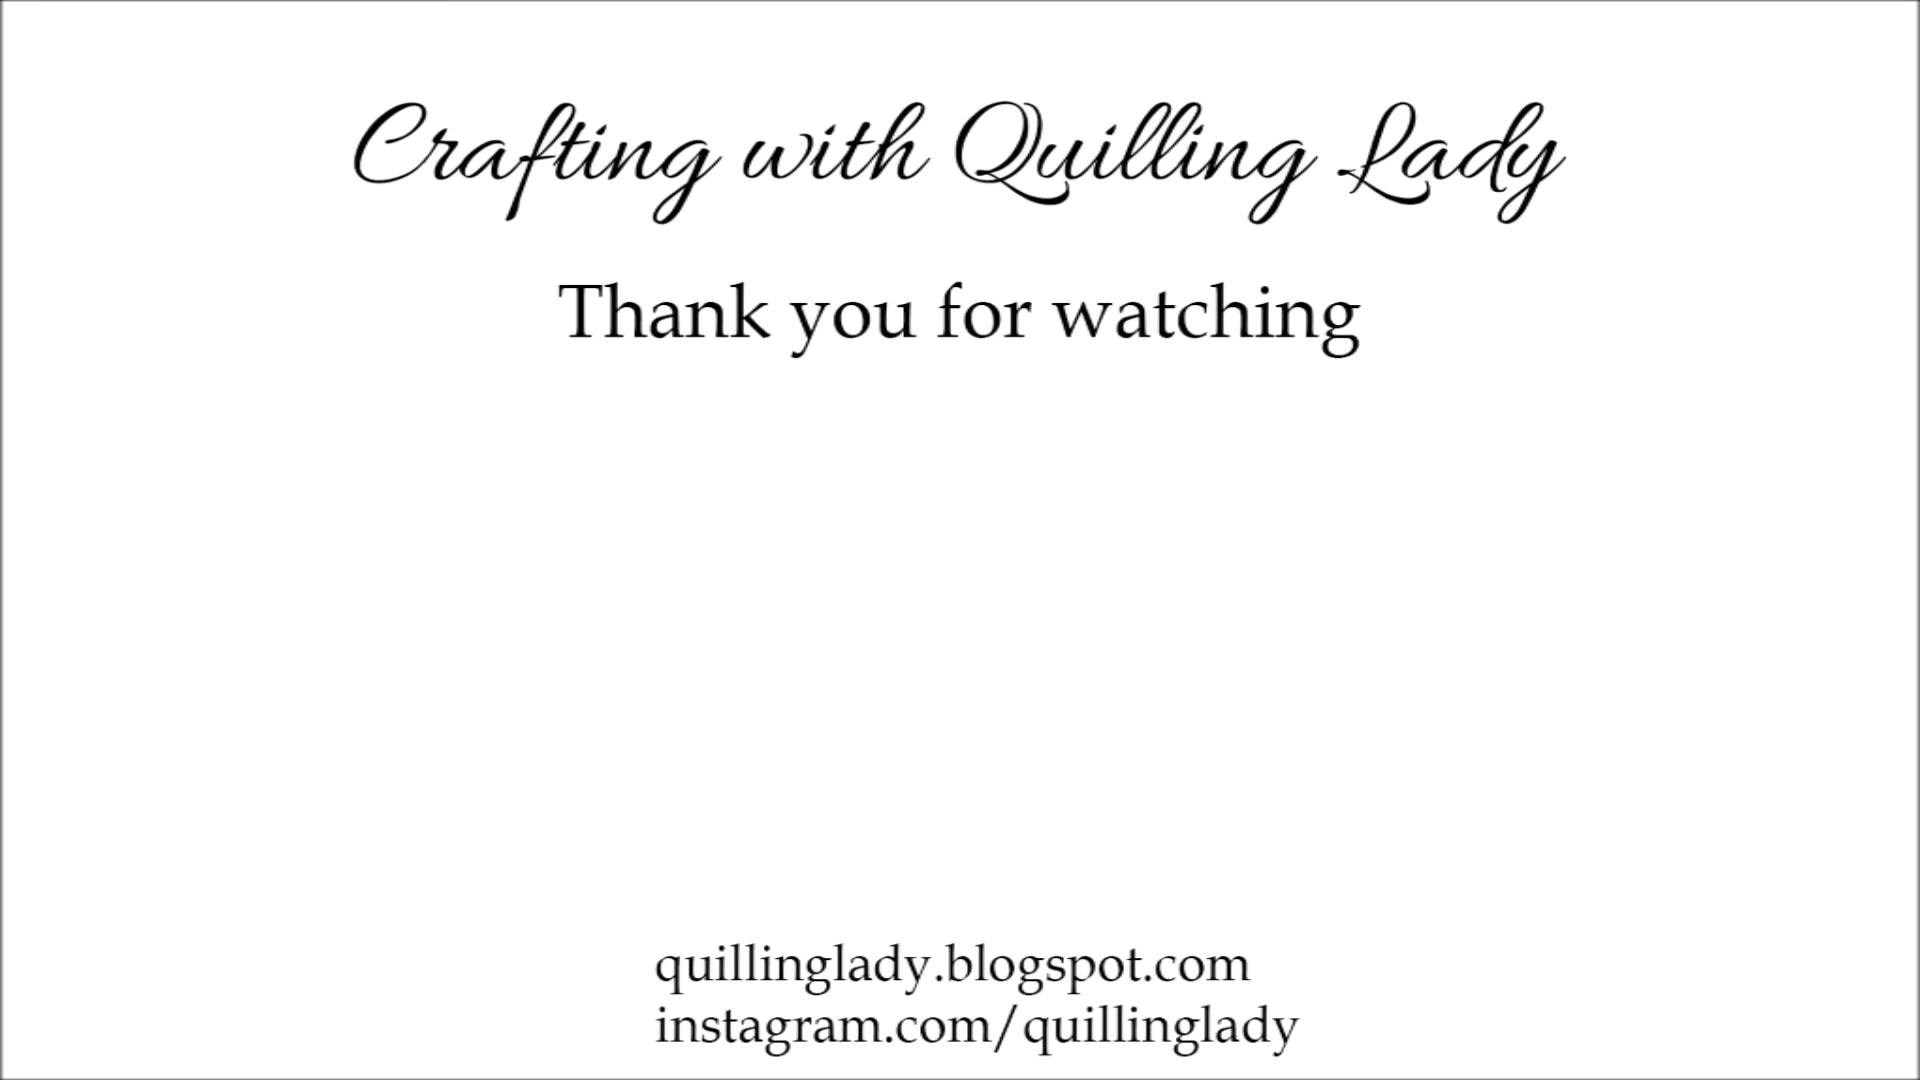 Crafting with Quilling Lady
Thank you for watching
quillinglady.blogspot.com
instagram.com/quillinglady